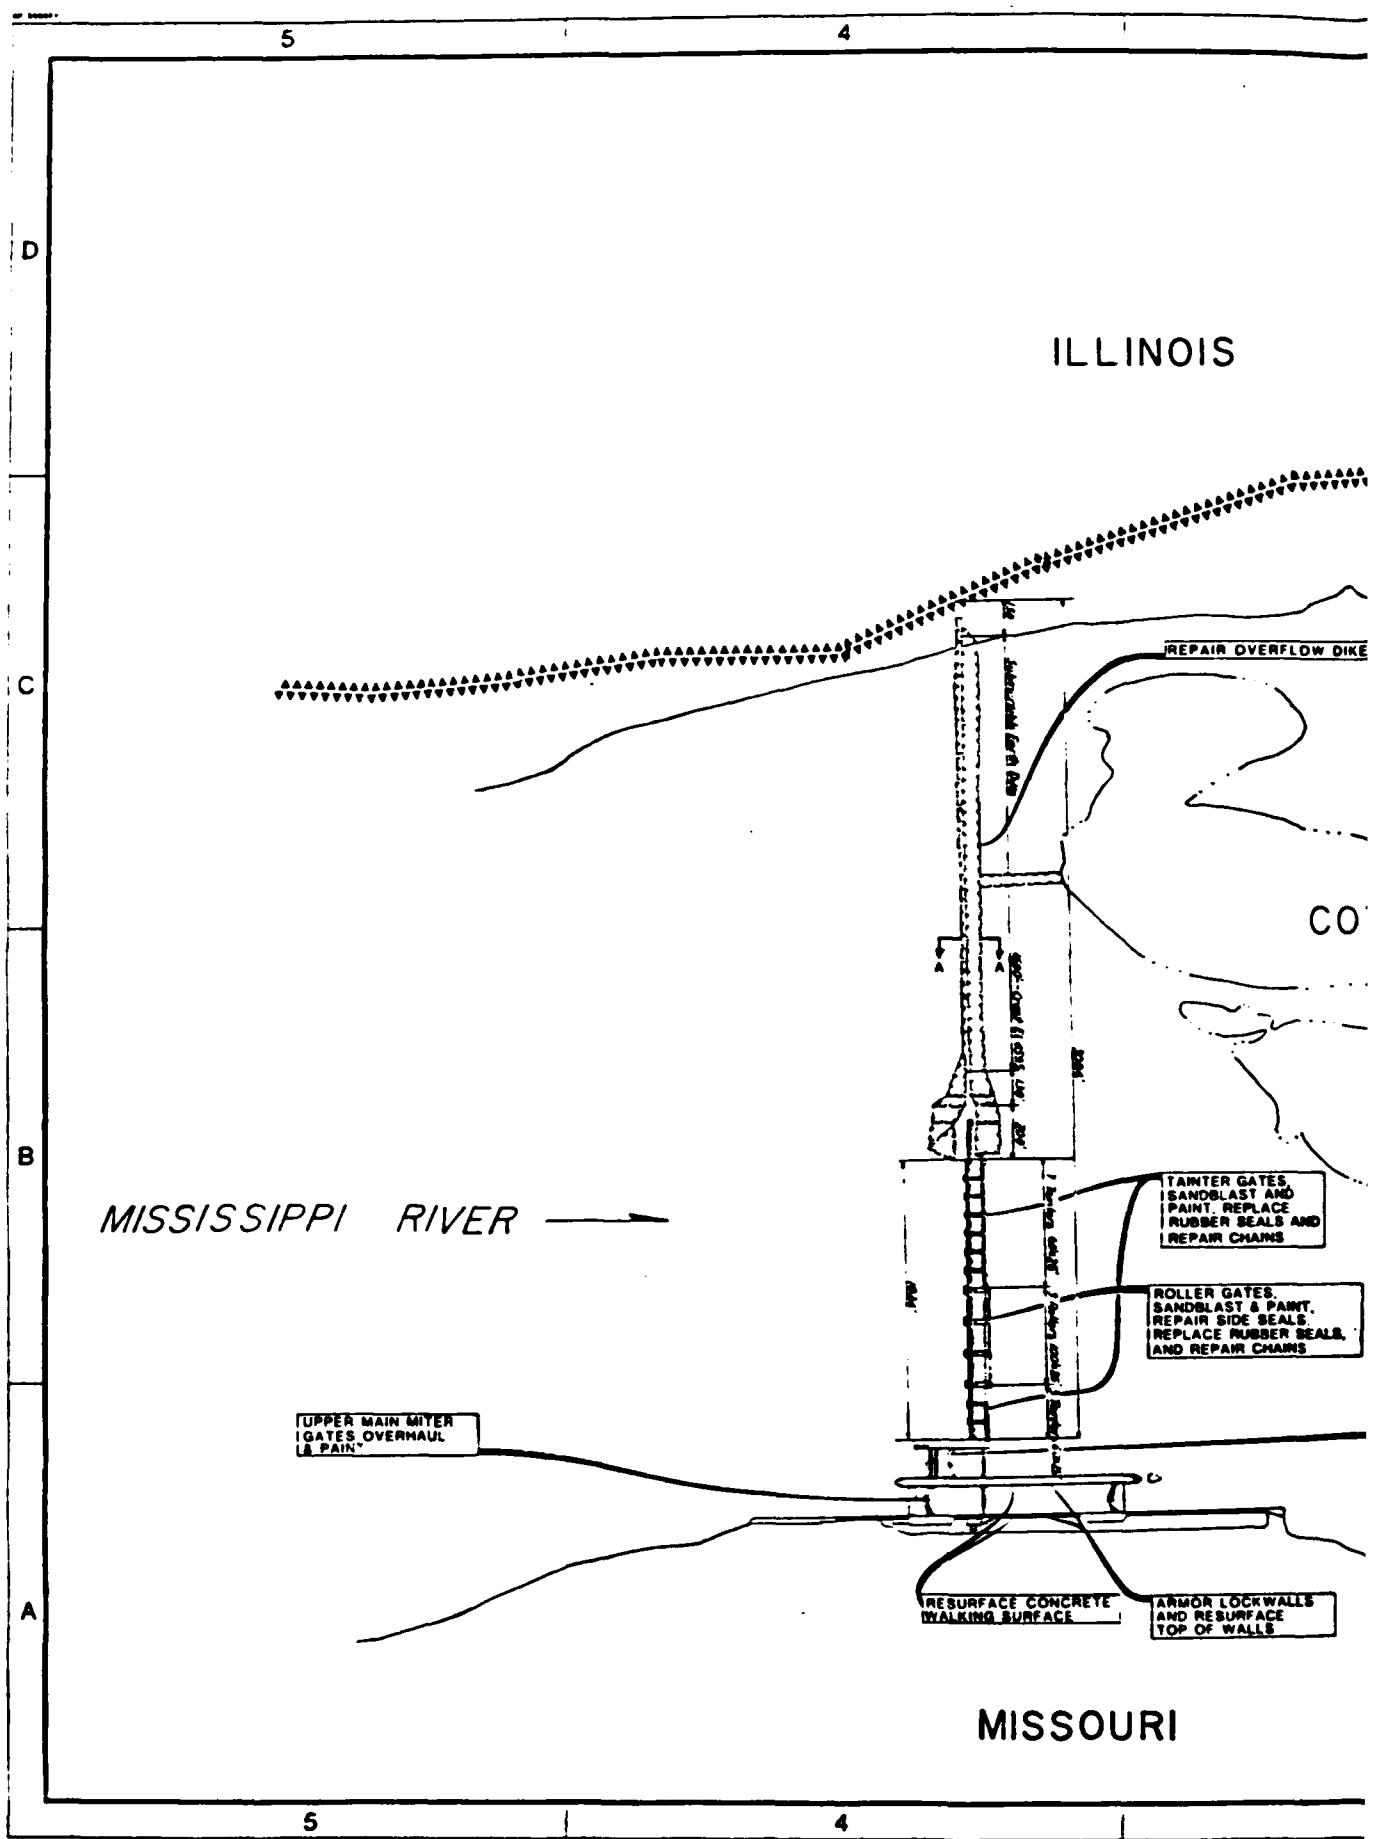 5 4
D
ILLINOIS
REPAIR OVERFLOW DIKE
C
CO
A A
B
TAINTER GATES,
SANDBLAST AND
PAINT, REPLACE
RUBBER SEALS AND
REPAIR CHAINS
MISSISSIPPI RIVER
ROLLER GATES,
SANDBLAST & PAINT,
REPAIR SIDE SEALS,
REPLACE RUBBER SEALS,
AND REPAIR CHAINS
UPPER MAIN MITER
GATES OVERHAUL
& PAINT
RESURFACE CONCRETE
WALKING SURFACE
ARMOR LOCKWALLS
AND RESURFACE
TOP OF WALLS
A
MISSOURI
5 4